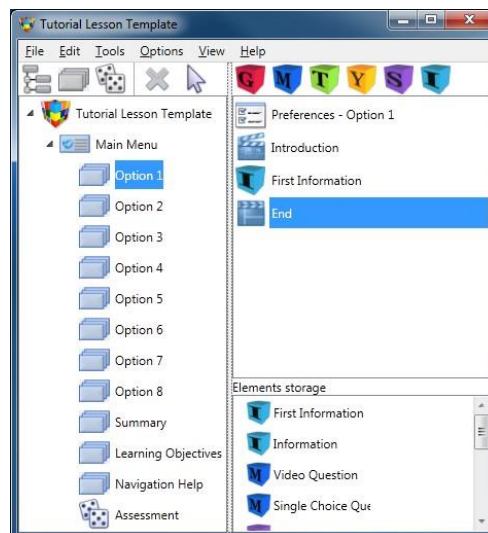 Tutorial Lesson Template
File Edit Tools Options View Help
G M T Y S I
Tutorial Lesson Template
Main Menu
Option 1
Option 2
Option 3
Option 4
Option 5
Option 6
Option 7
Option 8
Summary
Learning Objectives
Navigation Help
Assessment
Preferences - Option 1
Introduction
I First Information
End
Elements storage
I First Information
I Information
M Video Question
M Single Choice Que